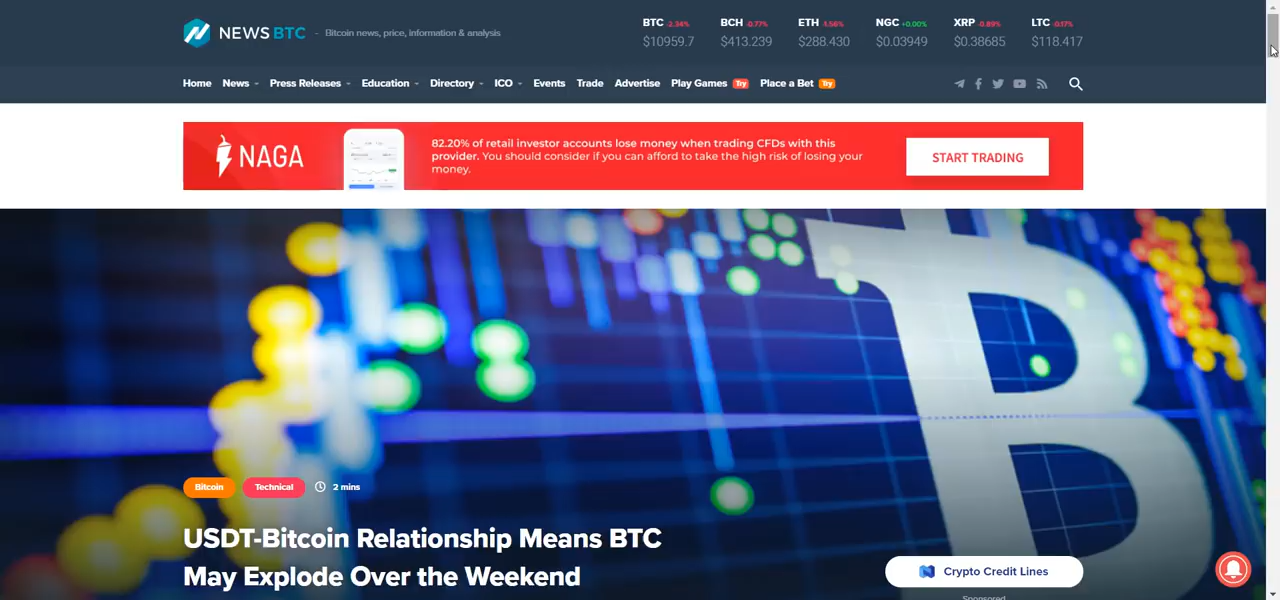 NEWS BTC - Bitcoin news, price, information & analysis
BTC -2.34% BCH -0.77% ETH -1.56% NGC +0.00% XRP -0.89% LTC -0.17%
$10959.7 $413.239 $288.430 $0.03949 $0.38685 $118.417
Home News Press Releases Education Directory ICO Events Trade Advertise Play Games Try Place a Bet Try
NAGA
82.20% of retail investor accounts lose money when trading CFDs with this
provider. You should consider if you can afford to take the high risk of losing your
money.
START TRADING
Bitcoin Technical 2 mins
USDT-Bitcoin Relationship Means BTC
May Explode Over the Weekend
Crypto Credit Lines
Sponsored